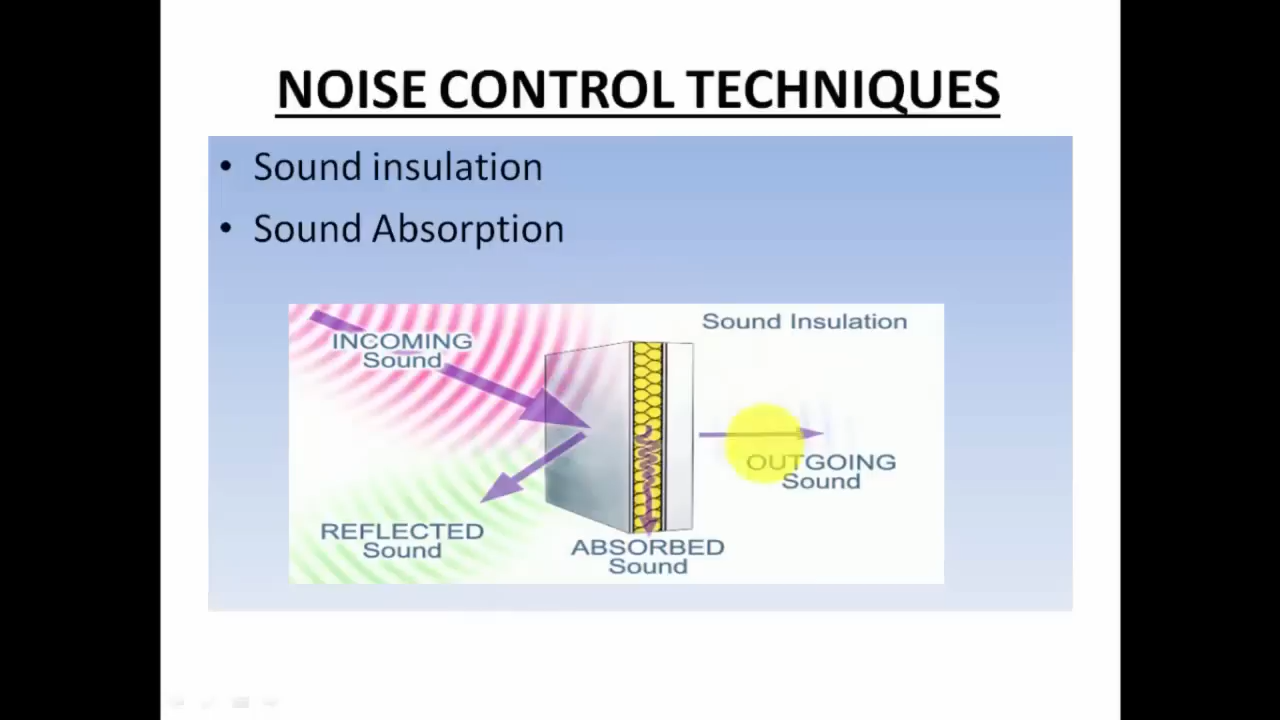 NOISE CONTROL TECHNIQUES
• Sound insulation
• Sound Absorption
Sound Insulation
INCOMING
Sound
OUTGOING
Sound
REFLECTED
Sound
ABSORBED
Sound